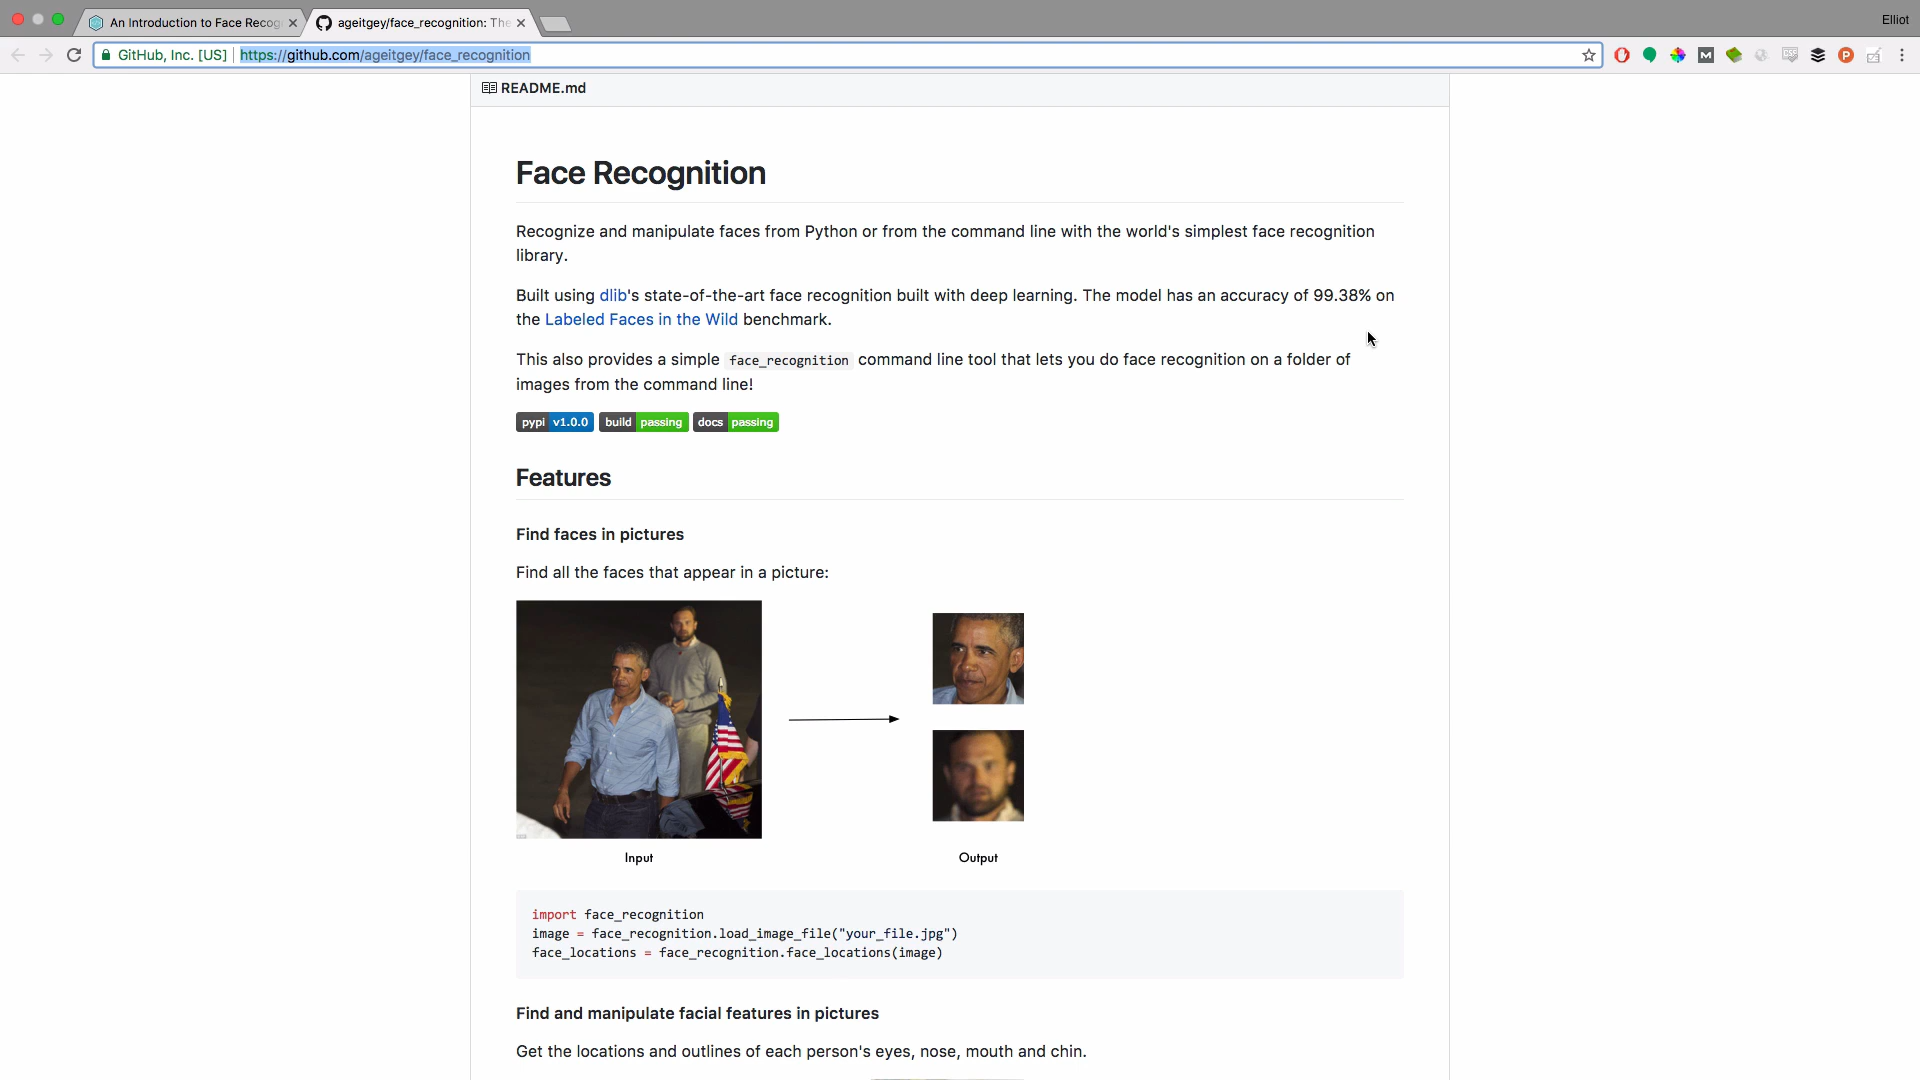 An Introduction to Face Recog
ageitgey/face_recognition: The
Elliot
GitHub, Inc. [US] https://github.com/ageitgey/face_recognition
README.md
Face Recognition
Recognize and manipulate faces from Python or from the command line with the world's simplest face recognition
library.
Built using dlib's state-of-the-art face recognition built with deep learning. The model has an accuracy of 99.38% on
the Labeled Faces in the Wild benchmark.
This also provides a simple face_recognition command line tool that lets you do face recognition on a folder of
images from the command line!
pypi v1.0.0 build passing docs passing
Features
Find faces in pictures
Find all the faces that appear in a picture:
Input Output
import face_recognition
image = face_recognition.load_image_file("your_file.jpg")
face_locations = face_recognition.face_locations(image)
Find and manipulate facial features in pictures
Get the locations and outlines of each person's eyes, nose, mouth and chin.